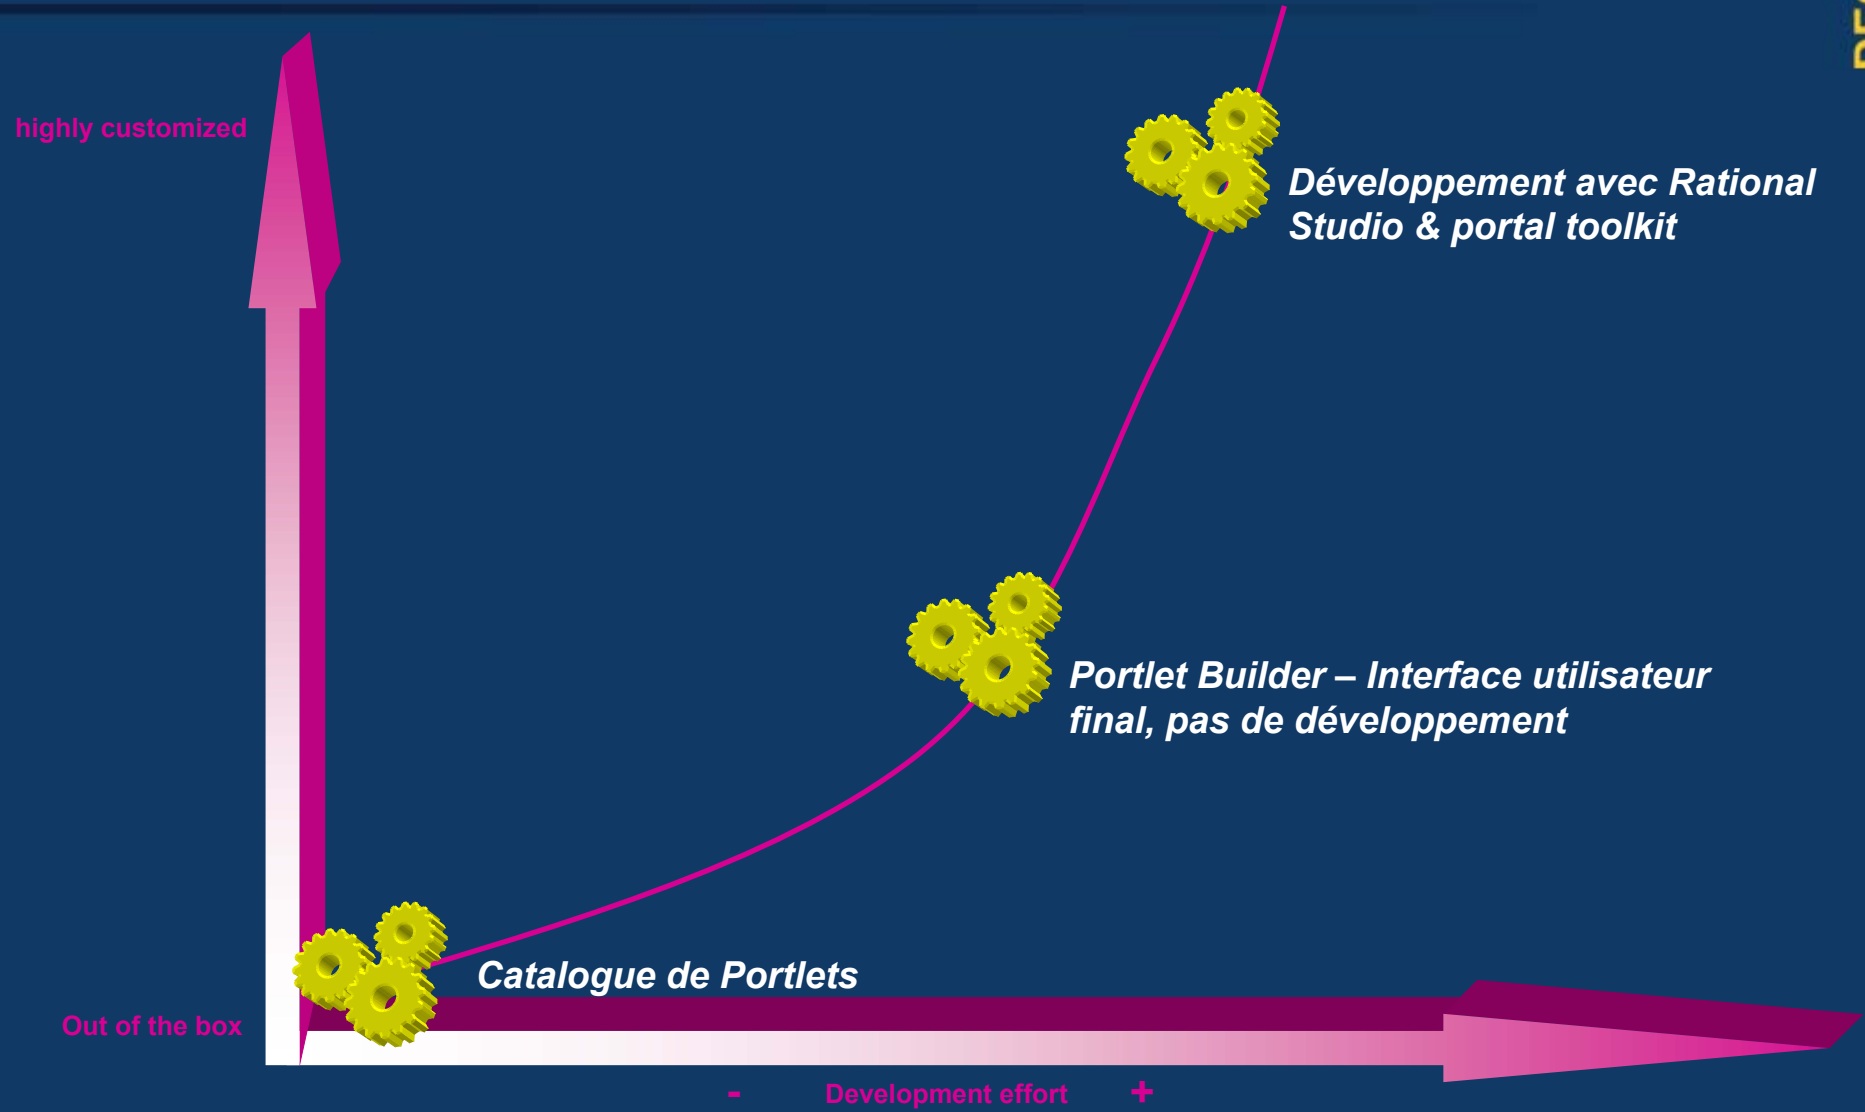 highly customized
Développement avec Rational
Studio & portal toolkit
Portlet Builder – Interface utilisateur
final, pas de développement
Catalogue de Portlets
Out of the box
- Development effort +